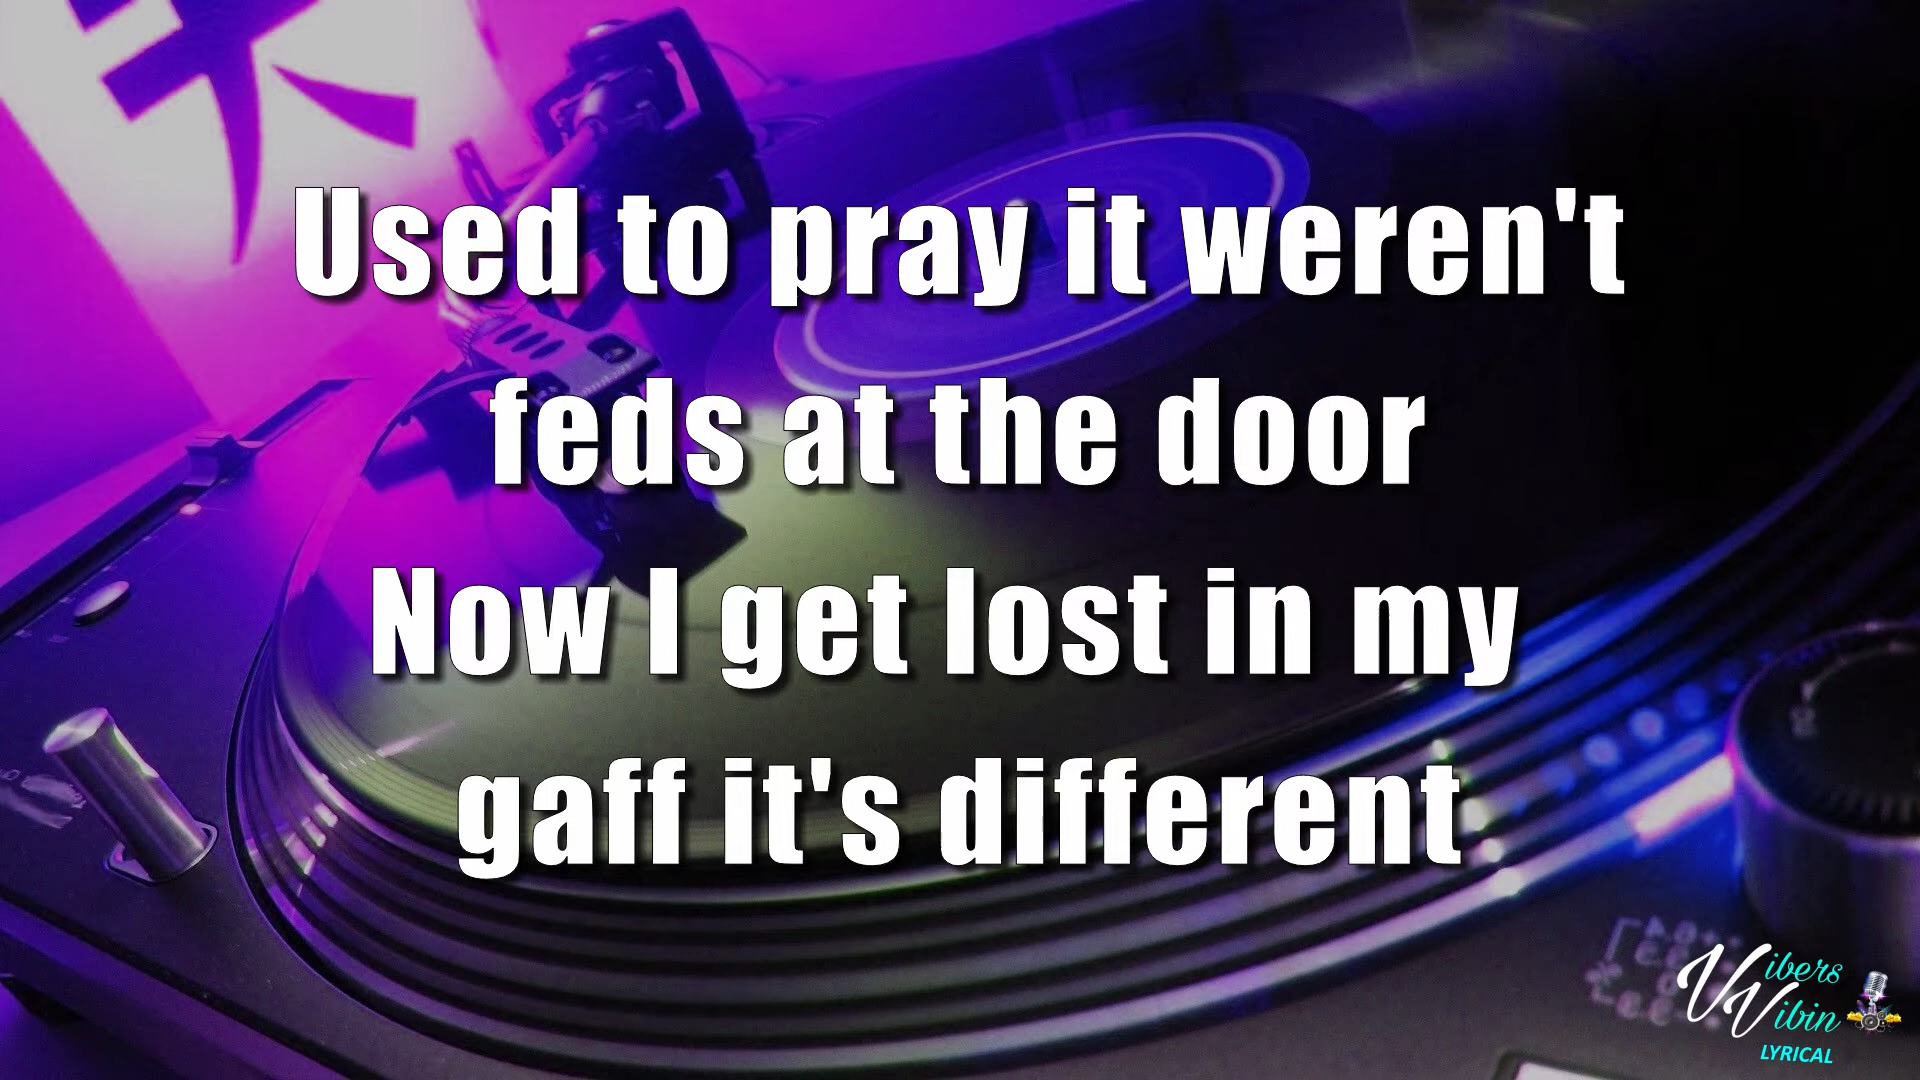 Used to pray it weren't
feds at the door
Now I get lost in my
gaff it's different
Vibers
Vibin
LYRICAL